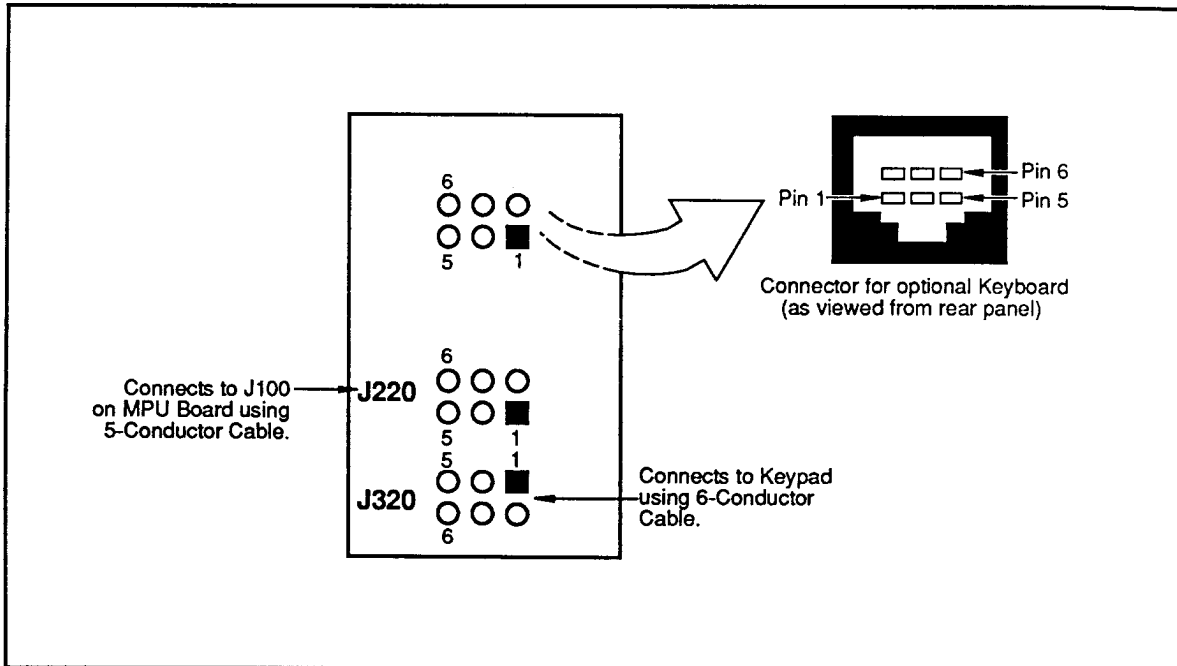 6
5 1
Pin 6
Pin 1
Pin 5
Connector for optional Keyboard
(as viewed from rear panel)
Connects to J100
on MPU Board using
5-Conductor Cable.
J220
6
5 1
5 1
J320
6
Connects to Keypad
using 6-Conductor
Cable.